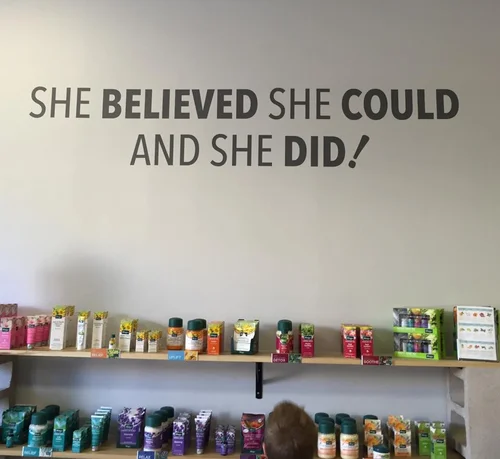 SHE BELIEVED SHE COULD
AND SHE DID!